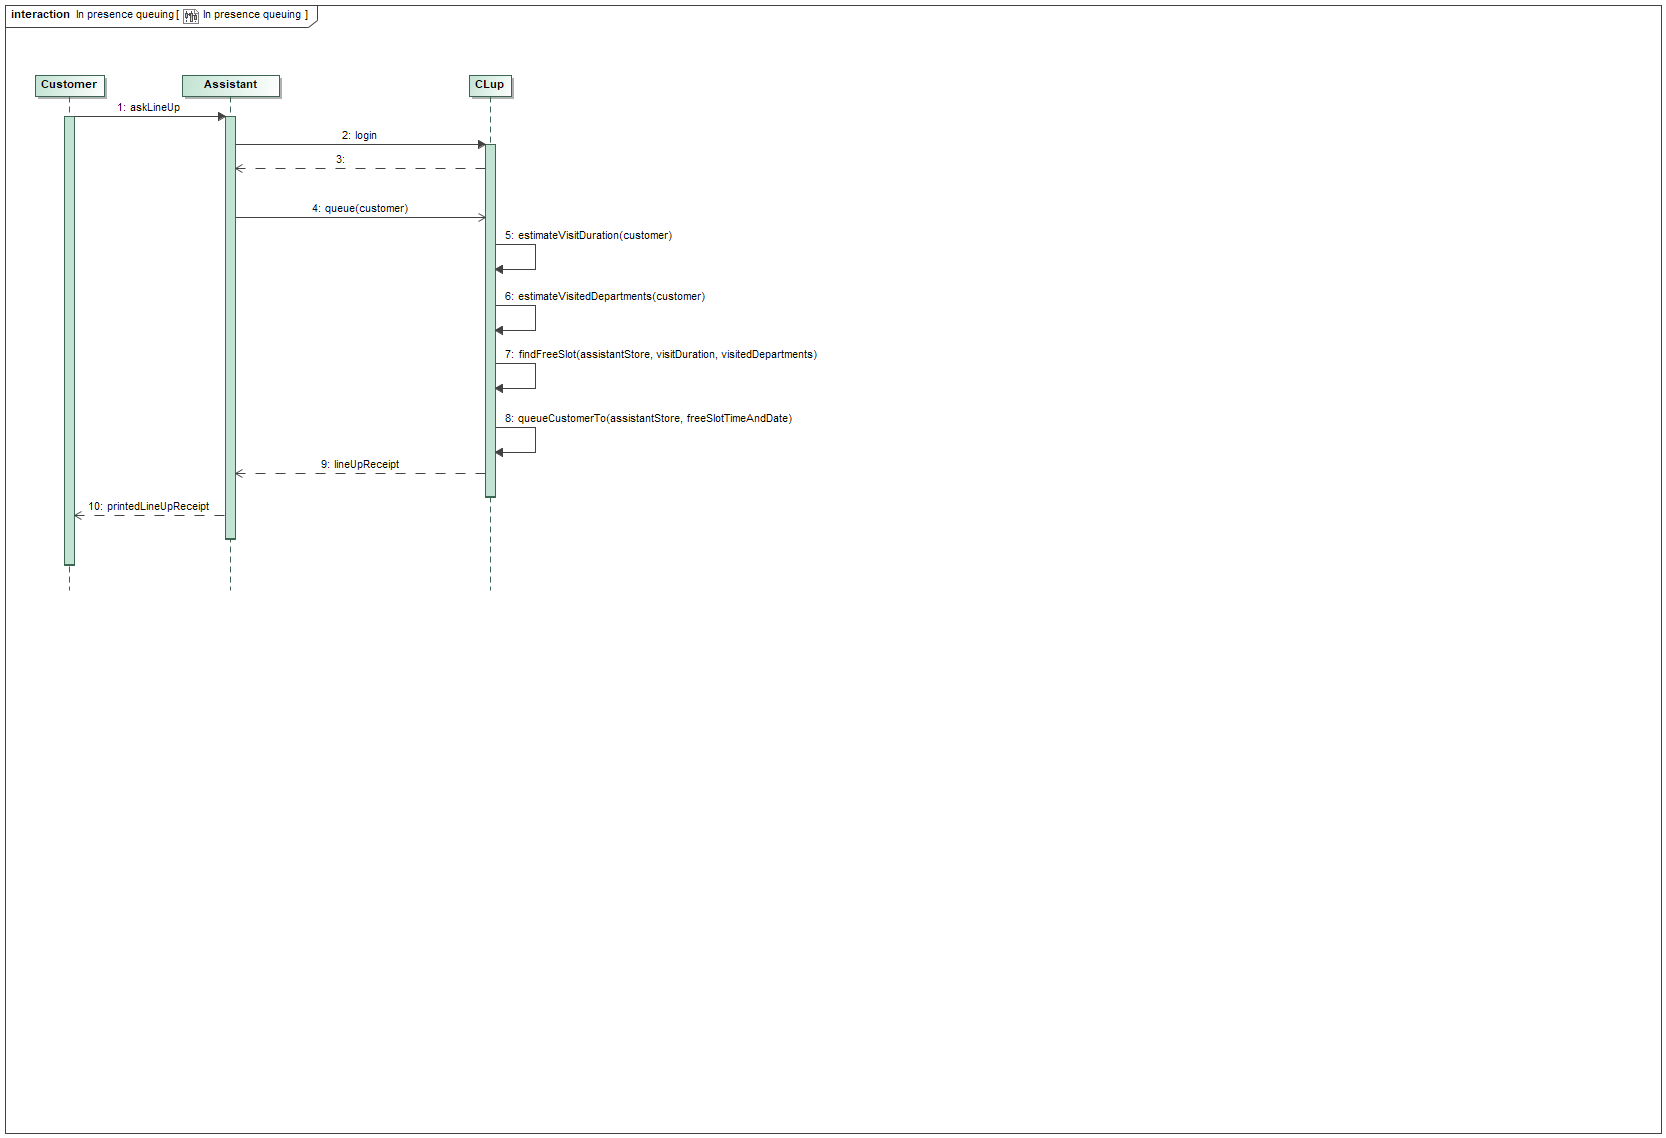 interaction In presence queuing [ In presence queuing ]
Customer
Assistant
CLup
1: askLineUp
2: login
3:
4: queue(customer)
5: estimateVisitDuration(customer)
6: estimateVisitedDepartments(customer)
7: findFreeSlot(assistantStore, visitDuration, visitedDepartments)
8: queueCustomerTo(assistantStore, freeSlotTimeAndDate)
9: lineUpReceipt
10: printedLineUpReceipt